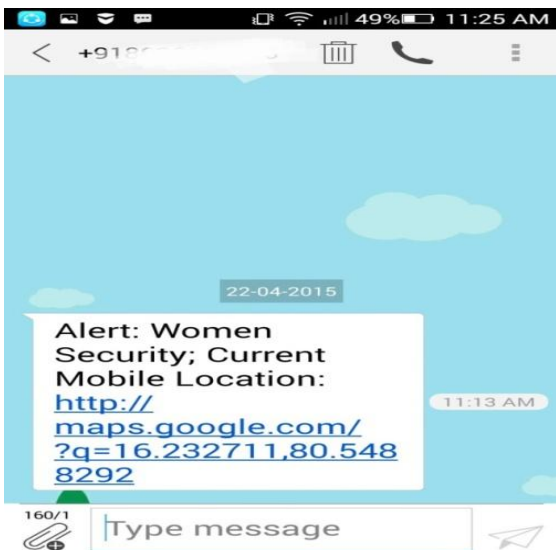 49% 11:25 AM
+918
22-04-2015
Alert: Women
Security; Current
Mobile Location:
http://
maps.google.com/
?q=16.232711,80.548
8292
11:13 AM
160/1
Type message